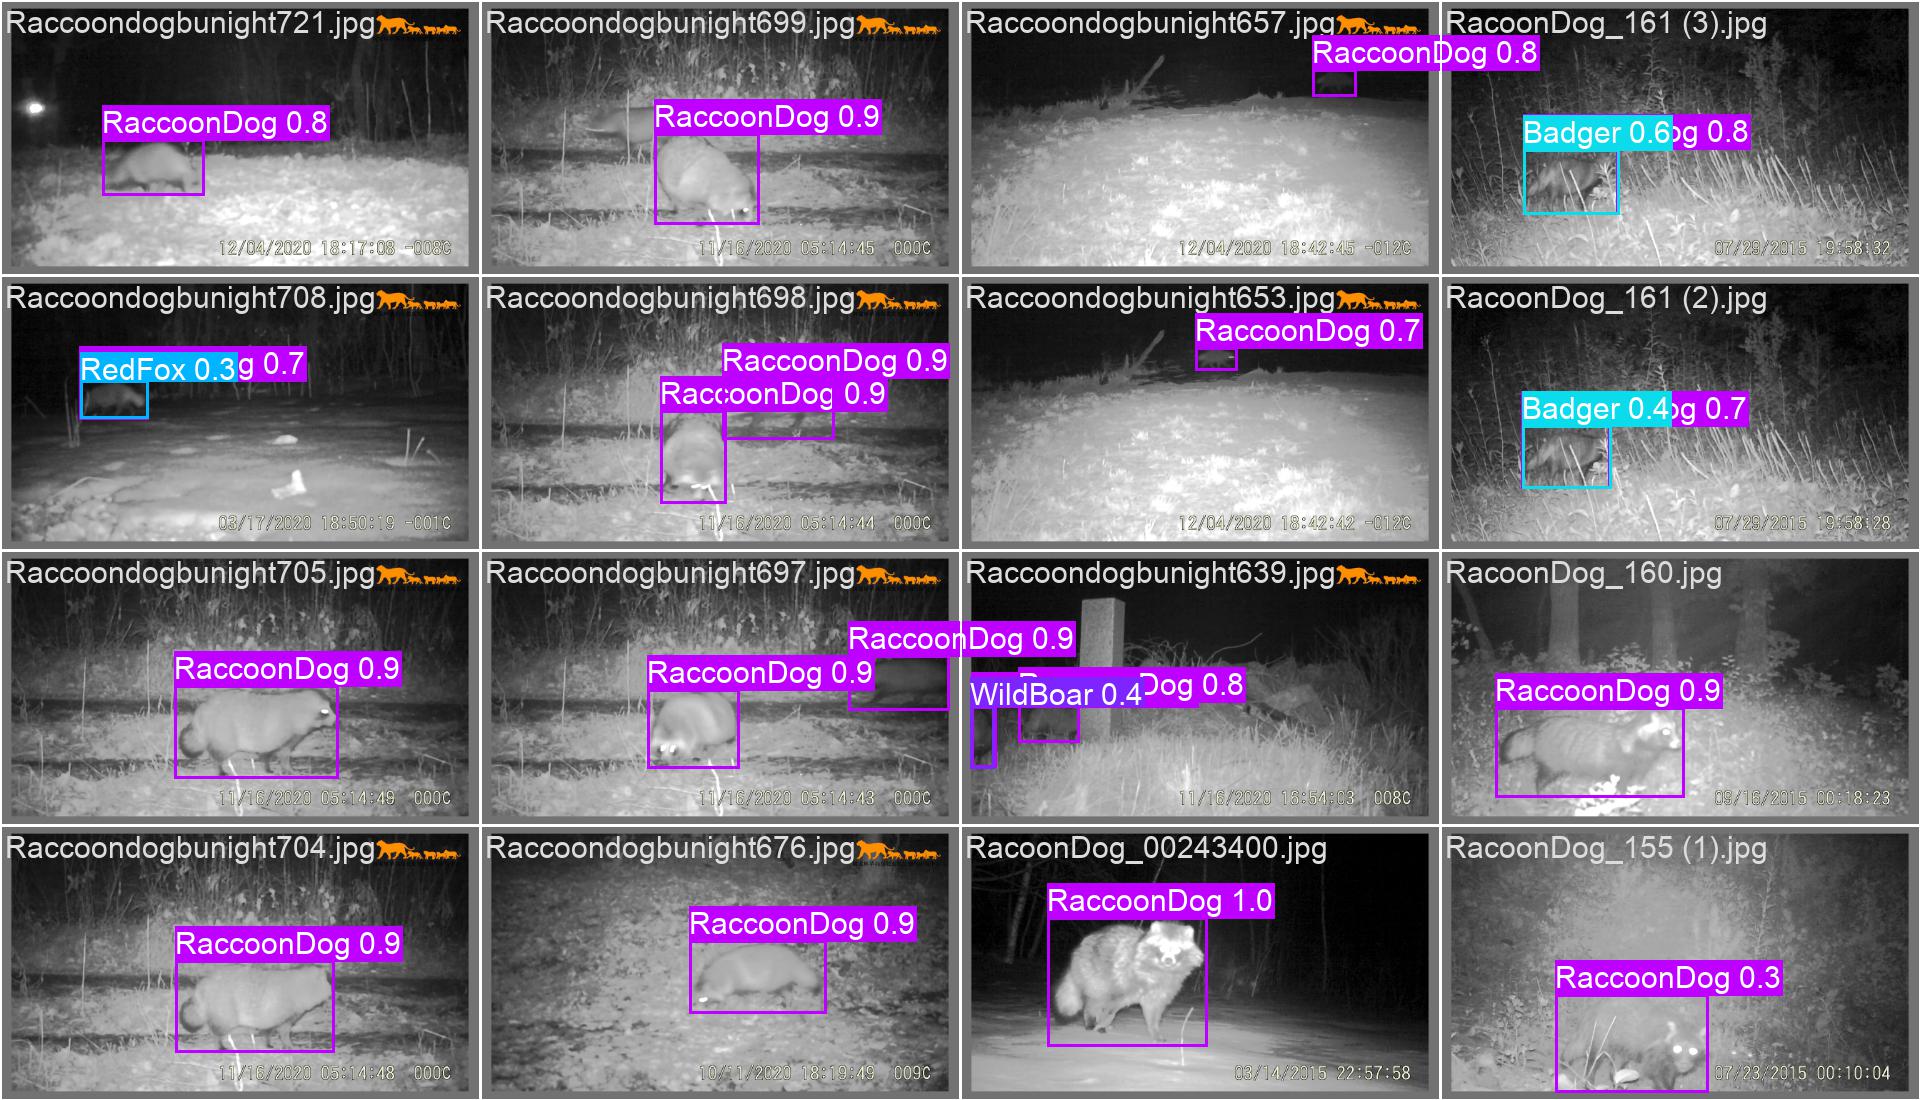 Raccoondogbunight721.jpg
RaccoonDog 0.8
12/04/2020 18:17:08 -008C
Raccoondogbunight699.jpg
RaccoonDog 0.9
11/16/2020 05:14:45 000C
Raccoondogbunight657.jpg
RaccoonDog 0.8
12/04/2020 18:42:45 -012C
RacoonDog_161 (3).jpg
Badger 0.6
og 0.8
07/29/2015 19:58:32
Raccoondogbunight708.jpg
RedFox 0.3
g 0.7
03/17/2020 18:50:19 -001C
Raccoondogbunight698.jpg
RaccoonDog 0.9
RaccoonDog 0.9
11/16/2020 05:14:44 000C
Raccoondogbunight653.jpg
RaccoonDog 0.7
12/04/2020 18:42:42 -012C
RacoonDog_161 (2).jpg
Badger 0.4
og 0.7
07/29/2015 19:58:28
Raccoondogbunight705.jpg
RaccoonDog 0.9
11/16/2020 05:14:49 000C
Raccoondogbunight697.jpg
RaccoonDog 0.9
RaccoonDog 0.9
11/16/2020 05:14:43 000C
Raccoondogbunight639.jpg
WildBoar 0.4
Dog 0.8
11/16/2020 16:54:03 008C
RacoonDog_160.jpg
RaccoonDog 0.9
09/16/2015 00:18:23
Raccoondogbunight704.jpg
RaccoonDog 0.9
11/16/2020 05:14:48 000C
Raccoondogbunight676.jpg
RaccoonDog 0.9
10/11/2020 18:19:49 009C
RacoonDog_00243400.jpg
RaccoonDog 1.0
03/14/2015 22:57:58
RacoonDog_155 (1).jpg
RaccoonDog 0.3
07/23/2015 00:10:04